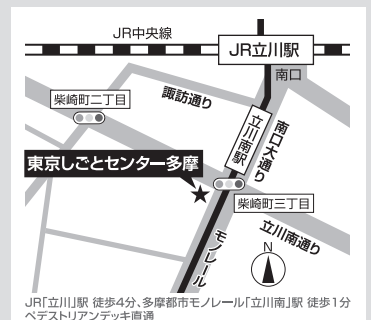 JR中央線
JR立川駅
南口
諏訪通り
柴崎町二丁目
立川南駅
南口大通り
東京しごとセンター多摩
柴崎町三丁目
立川南通り
モノレール
N
JR「立川」駅 徒歩4分、多摩都市モノレール「立川南」駅 徒歩1分
ペデストリアンデッキ直通